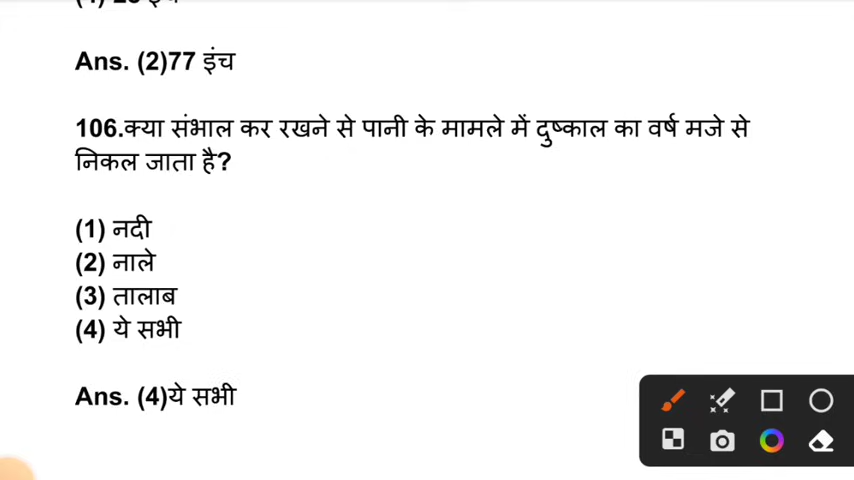 Ans. (2)77 इंच
106.क्या संभाल कर रखने से पानी के मामले में दुष्काल का वर्ष मजे से
निकल जाता है?
(1) नदी
(2) नाले
(3) तालाब
(4) ये सभी
Ans. (4)ये सभी